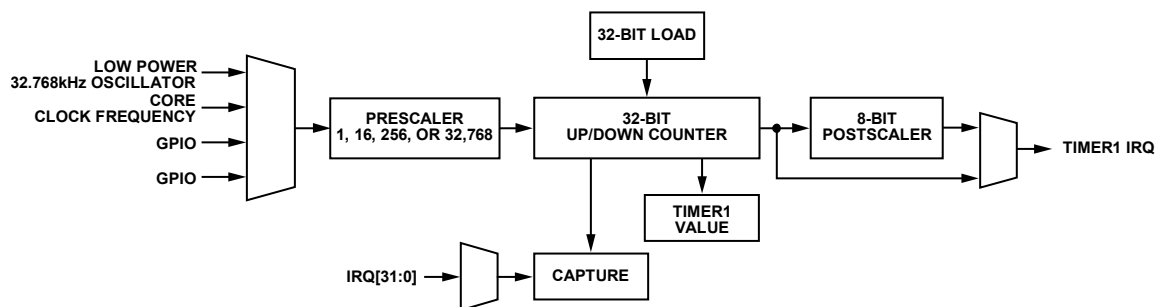 32-BIT LOAD
LOW POWER
32.768kHz OSCILLATOR
CORE
CLOCK FREQUENCY
GPIO
GPIO
PRESCALER
1, 16, 256, OR 32,768
32-BIT
UP/DOWN COUNTER
8-BIT
POSTSCALER
TIMER1 IRQ
TIMER1
VALUE
IRQ[31:0]
CAPTURE